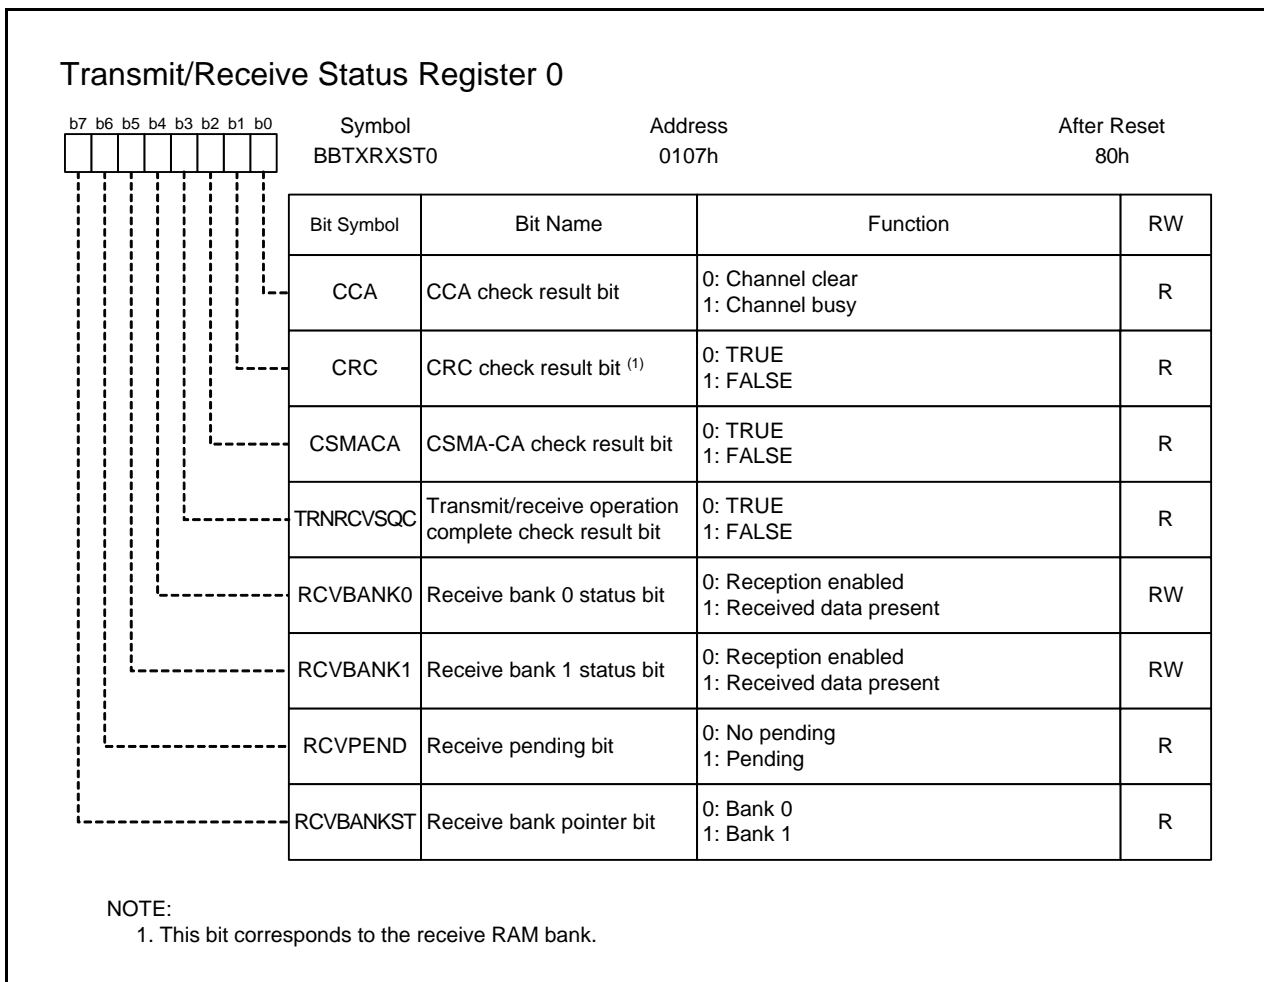 Transmit/Receive Status Register 0
b7 b6 b5 b4 b3 b2 b1 b0
Symbol Address After Reset
BBTXRXST0 0107h 80h
Bit Symbol Bit Name Function RW
CCA CCA check result bit 0: Channel clear
1: Channel busy R
CRC CRC check result bit (1) 0: TRUE
1: FALSE R
CSMACA CSMA-CA check result bit 0: TRUE
1: FALSE R
TRNRCVSQC Transmit/receive operation
complete check result bit 0: TRUE
1: FALSE R
RCVBANK0 Receive bank 0 status bit 0: Reception enabled
1: Received data present RW
RCVBANK1 Receive bank 1 status bit 0: Reception enabled
1: Received data present RW
RCVPEND Receive pending bit 0: No pending
1: Pending R
RCVBANKST Receive bank pointer bit 0: Bank 0
1: Bank 1 R
NOTE:
1. This bit corresponds to the receive RAM bank.